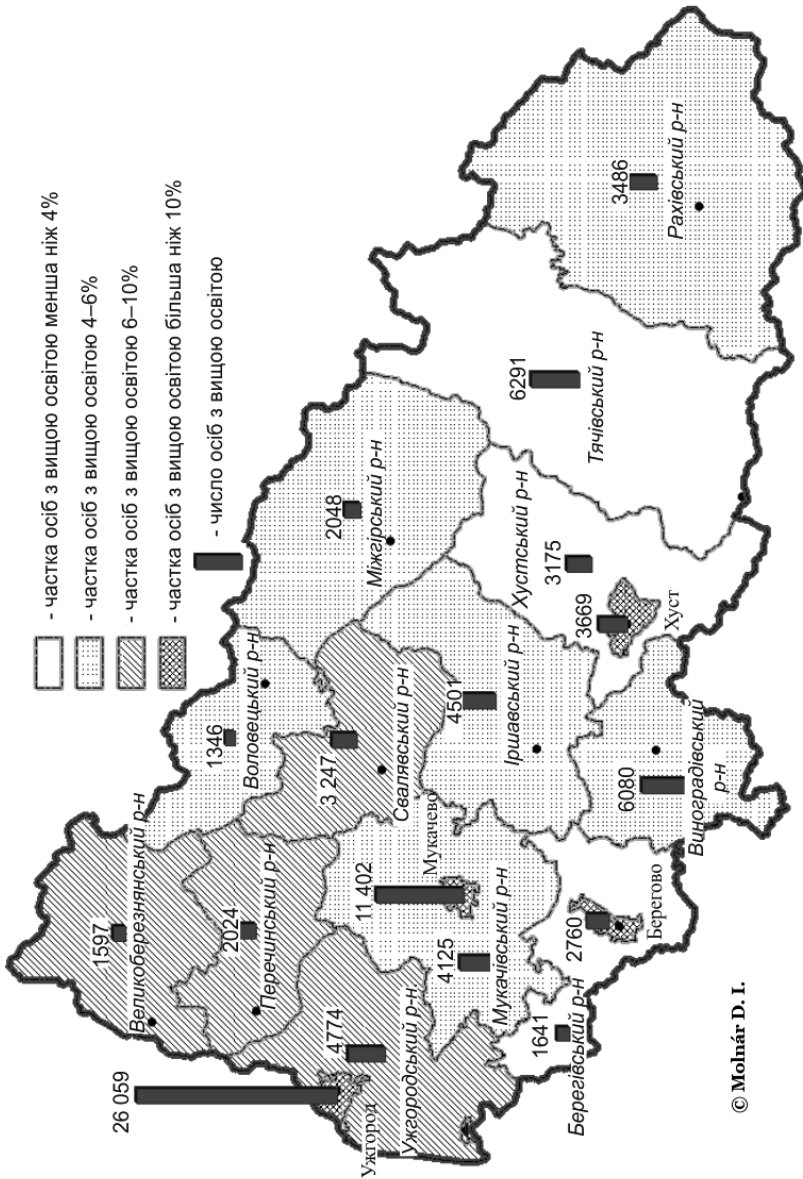 - частка осіб з вищою освітою менша ніж 4%
- частка осіб з вищою освітою 4–6%
- частка осіб з вищою освітою 6–10%
- частка осіб з вищою освітою більша ніж 10%
- число осіб з вищою освітою
1597
Великоберезнянський р-н
2024
Перечинський р-н
26 059
Ужгород
4774
Ужгородський р-н
1346
Воловецький р-н
3 247
Свалявський р-н
2048
Міжгірський р-н
11 402
Мукачево
4125
Мукачівський р-н
4501
Іршавський р-н
1641
Берегівський р-н
2760
Берегово
6080
Виноградівський
р-н
3669
Хуст
3175
Хустський р-н
6291
Тячівський р-н
3486
Рахівський р-н
© Molnár D. I.